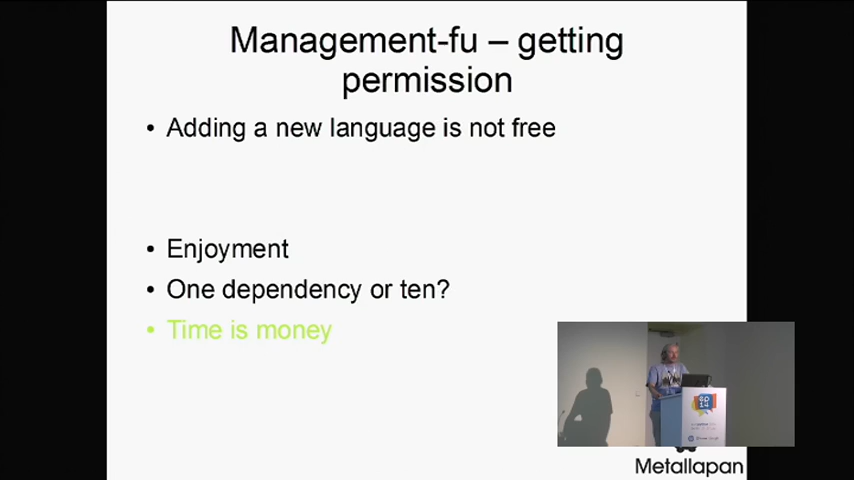 Management-fu – getting
permission
• Adding a new language is not free
• Enjoyment
• One dependency or ten?
• Time is money
Metallapan